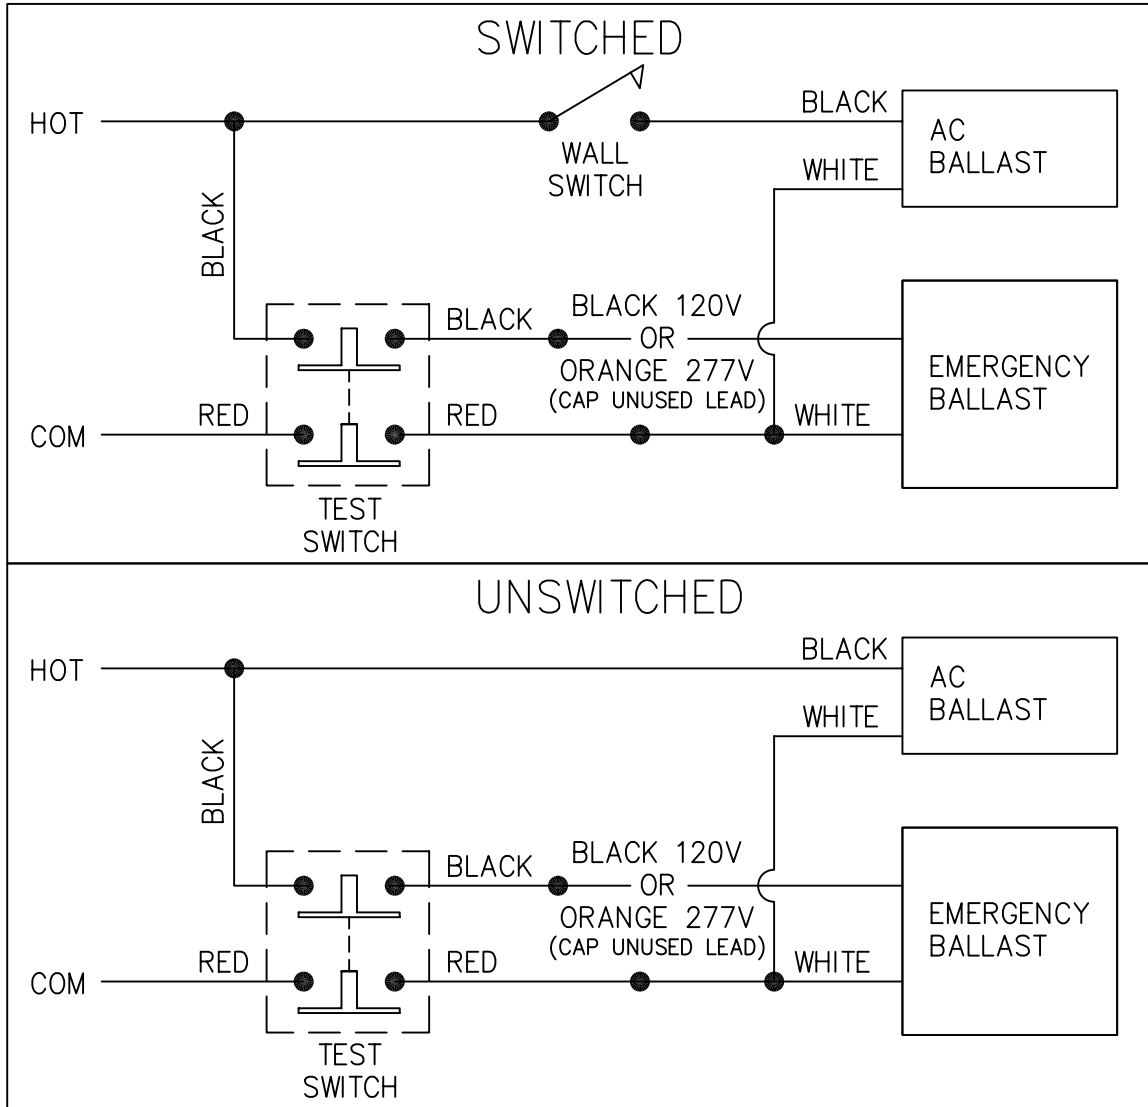 SWITCHED
HOT
BLACK
AC
BALLAST
WALL
SWITCH
WHITE
BLACK
BLACK
BLACK 120V
OR
ORANGE 277V
(CAP UNUSED LEAD)
EMERGENCY
BALLAST
COM
RED
RED
WHITE
TEST
SWITCH
UNSWITCHED
HOT
BLACK
AC
BALLAST
WHITE
BLACK
BLACK
BLACK 120V
OR
ORANGE 277V
(CAP UNUSED LEAD)
EMERGENCY
BALLAST
COM
RED
RED
WHITE
TEST
SWITCH